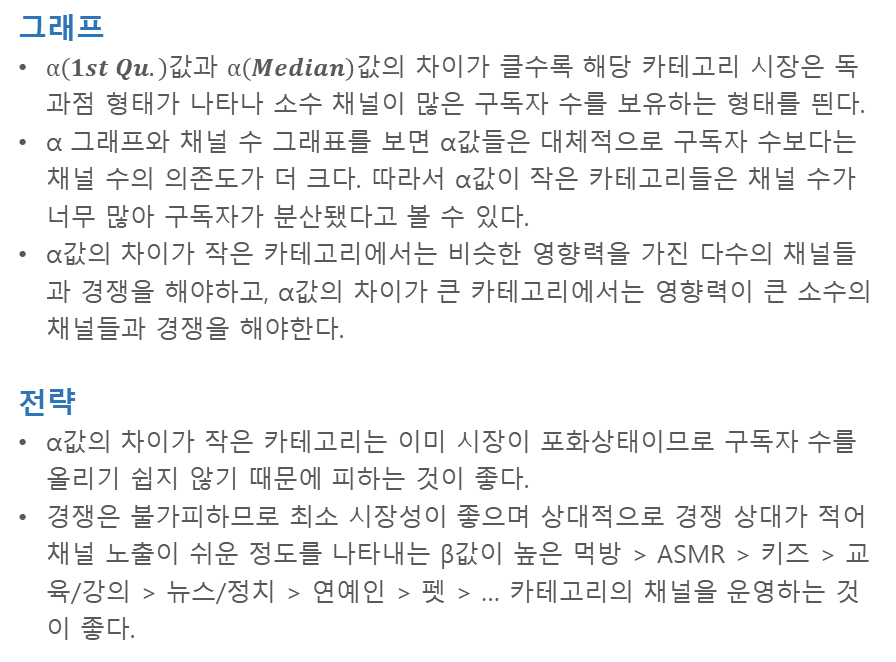 그래프
• α(1st Qu.)값과 α(Median)값의 차이가 클수록 해당 카테고리 시장은 독
과점 형태가 나타나 소수 채널이 많은 구독자 수를 보유하는 형태를 띈다.
• α 그래프와 채널 수 그래표를 보면 α값들은 대체적으로 구독자 수보다는
채널 수의 의존도가 더 크다. 따라서 α값이 작은 카테고리들은 채널 수가
너무 많아 구독자가 분산됐다고 볼 수 있다.
• α값의 차이가 작은 카테고리에서는 비슷한 영향력을 가진 다수의 채널들
과 경쟁을 해야하고, α값의 차이가 큰 카테고리에서는 영향력이 큰 소수의
채널들과 경쟁을 해야한다.
전략
• α값의 차이가 작은 카테고리는 이미 시장이 포화상태이므로 구독자 수를
올리기 쉽지 않기 때문에 피하는 것이 좋다.
• 경쟁은 불가피하므로 최소 시장성이 좋으며 상대적으로 경쟁 상대가 적어
채널 노출이 쉬운 정도를 나타내는 β값이 높은 먹방 > ASMR > 키즈 > 교
육/강의 > 뉴스/정치 > 연예인 > 펫 > ... 카테고리의 채널을 운영하는 것
이 좋다.